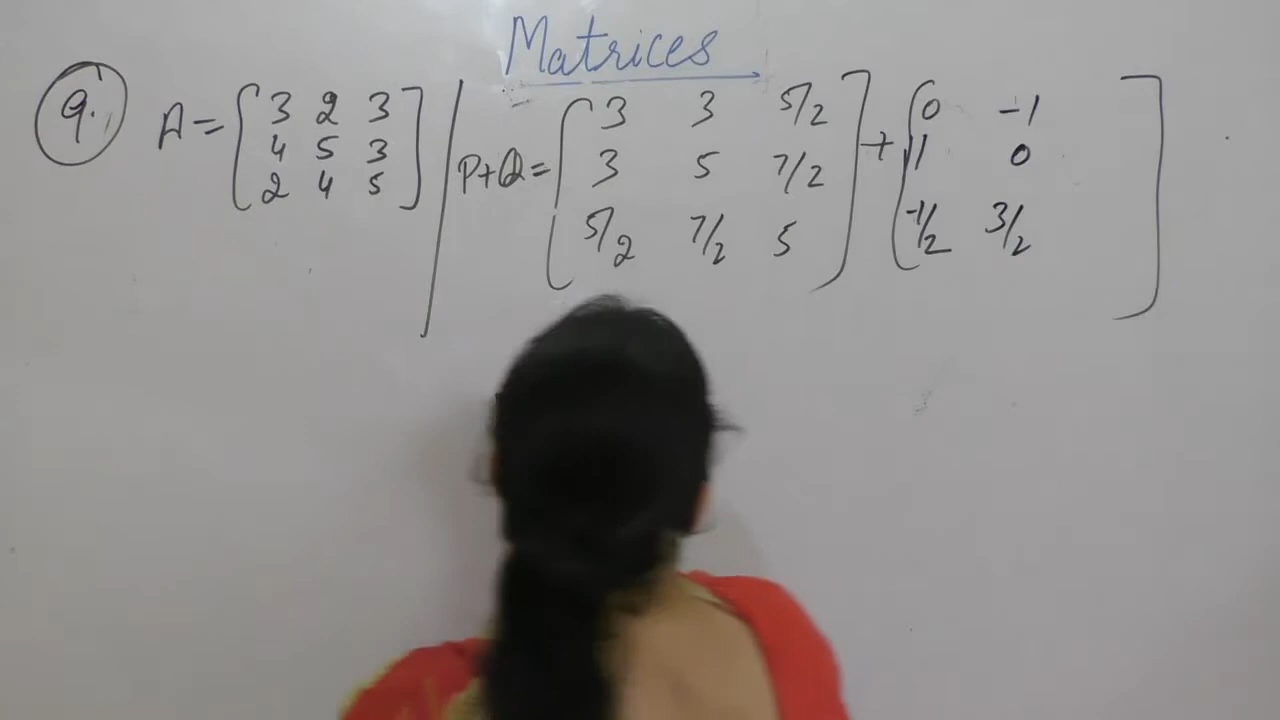 Matrices
9. A = [3 2 3 | P+Q = [3 3 5/2] + [0 -1 ]
4 5 3 3 5 7/2 1 0
2 4 5] 5/2 7/2 5 -1/2 3/2